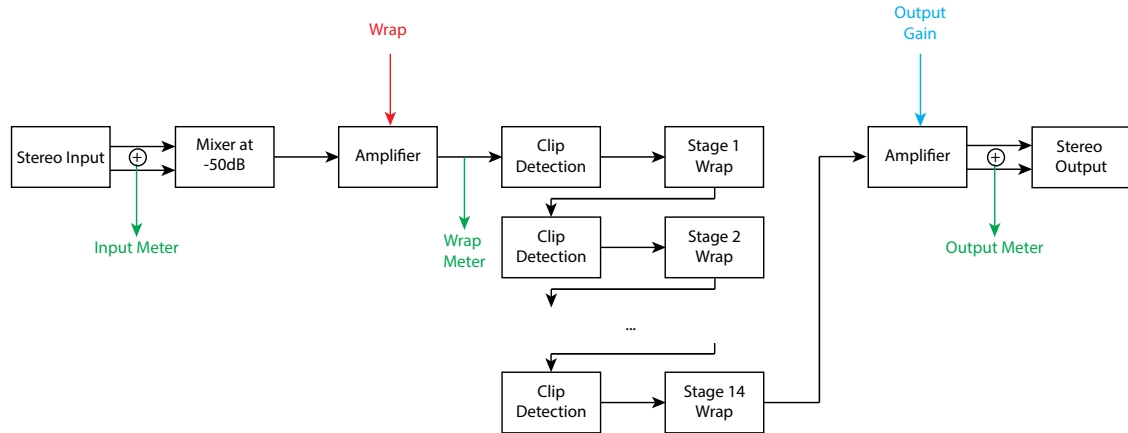 Wrap
Output
Gain
Stereo Input
Mixer at
-50dB
Amplifier
Clip
Detection
Stage 1
Wrap
Amplifier
Stereo
Output
Input Meter
Wrap
Meter
Clip
Detection
Stage 2
Wrap
Output Meter
...
Clip
Detection
Stage 14
Wrap